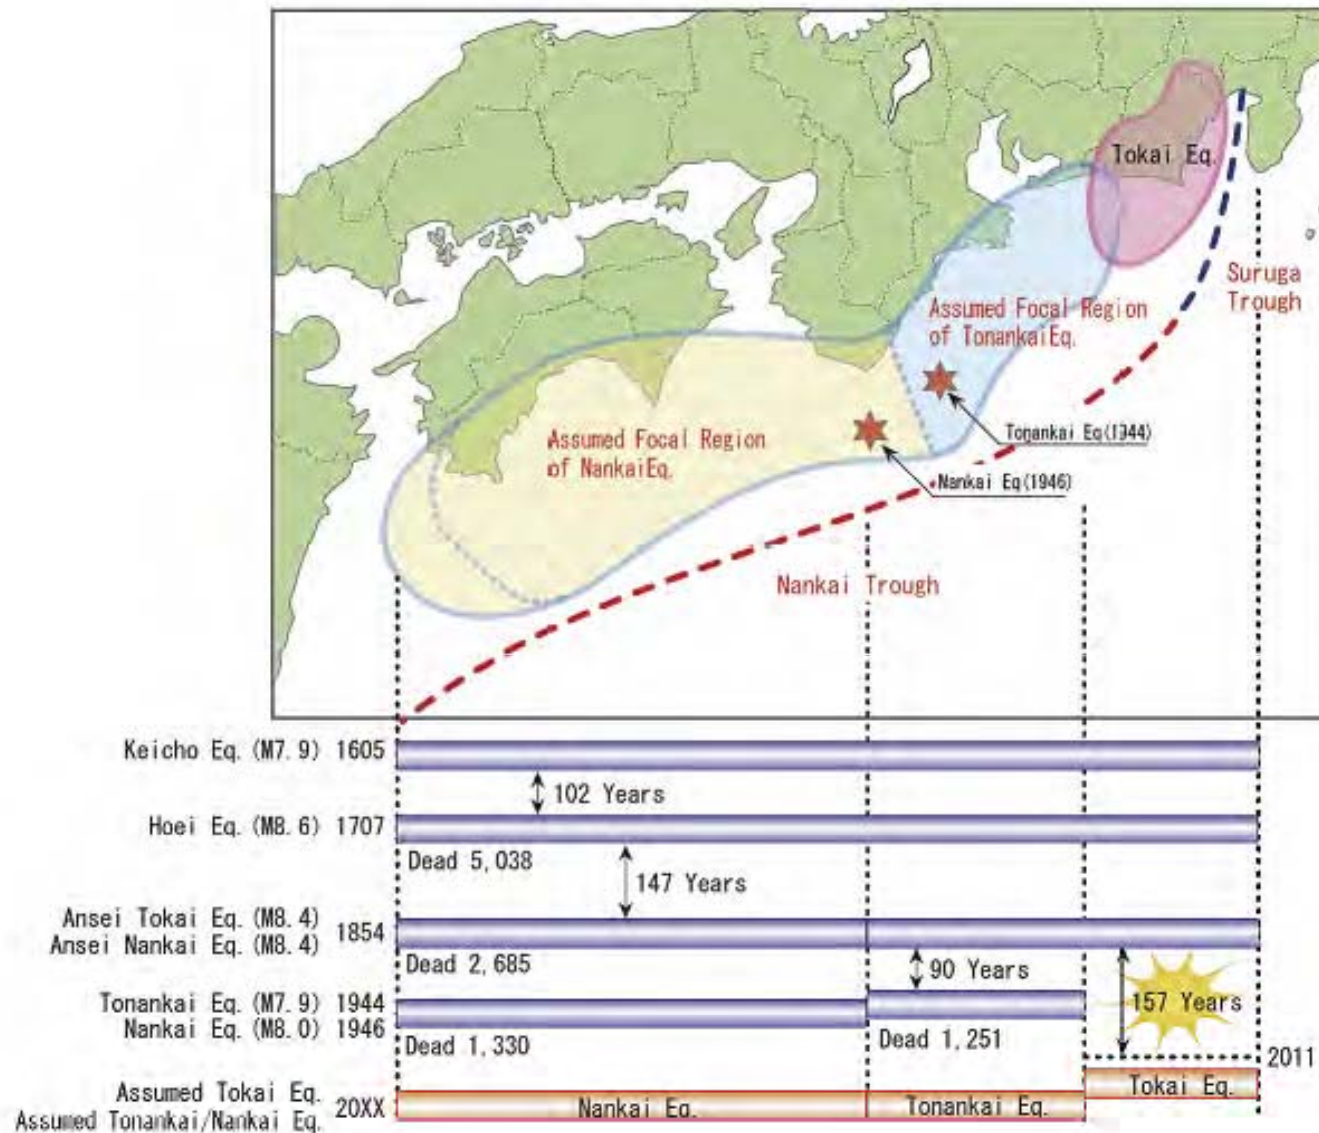 Tokai Eq.
Suruga
Trough
Assumed Focal Region
of Tonankai Eq.
Tonankai Eq(1944)
Assumed Focal Region
of Nankai Eq.
Nankai Eq(1946)
Nankai Trough
Keicho Eq. (M7.9) 1605
102 Years
Hoei Eq. (M8.6) 1707
Dead 5,038
147 Years
Ansei Tokai Eq. (M8.4)
Ansei Nankai Eq. (M8.4)
1854
Dead 2,685
90 Years
157 Years
Tonankai Eq. (M7.9) 1944
Nankai Eq. (M8.0) 1946
Dead 1,330
Dead 1,251
2011
Assumed Tokai Eq.
Assumed Tonankai/Nankai Eq.
20XX
Nankai Eq.
Tonankai Eq.
Tokai Eq.